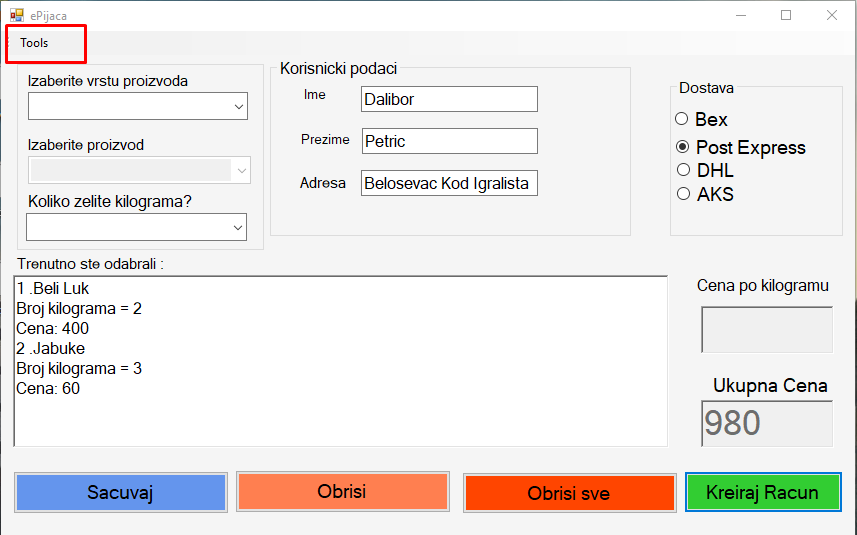 ePijaca
Tools
Izaberite vrstu proizvoda
Izaberite proizvod
Koliko zelite kilograma?
Korisnicki podaci
Ime
Dalibor
Prezime
Petric
Adresa
Belosevac Kod Igralista
Dostava
Bex
Post Express
DHL
AKS
Trenutno ste odabrali :
1 .Beli Luk
Broj kilograma = 2
Cena: 400
2 .Jabuke
Broj kilograma = 3
Cena: 60
Cena po kilogramu
Ukupna Cena
980
Sacuvaj
Obrisi
Obrisi sve
Kreiraj Racun